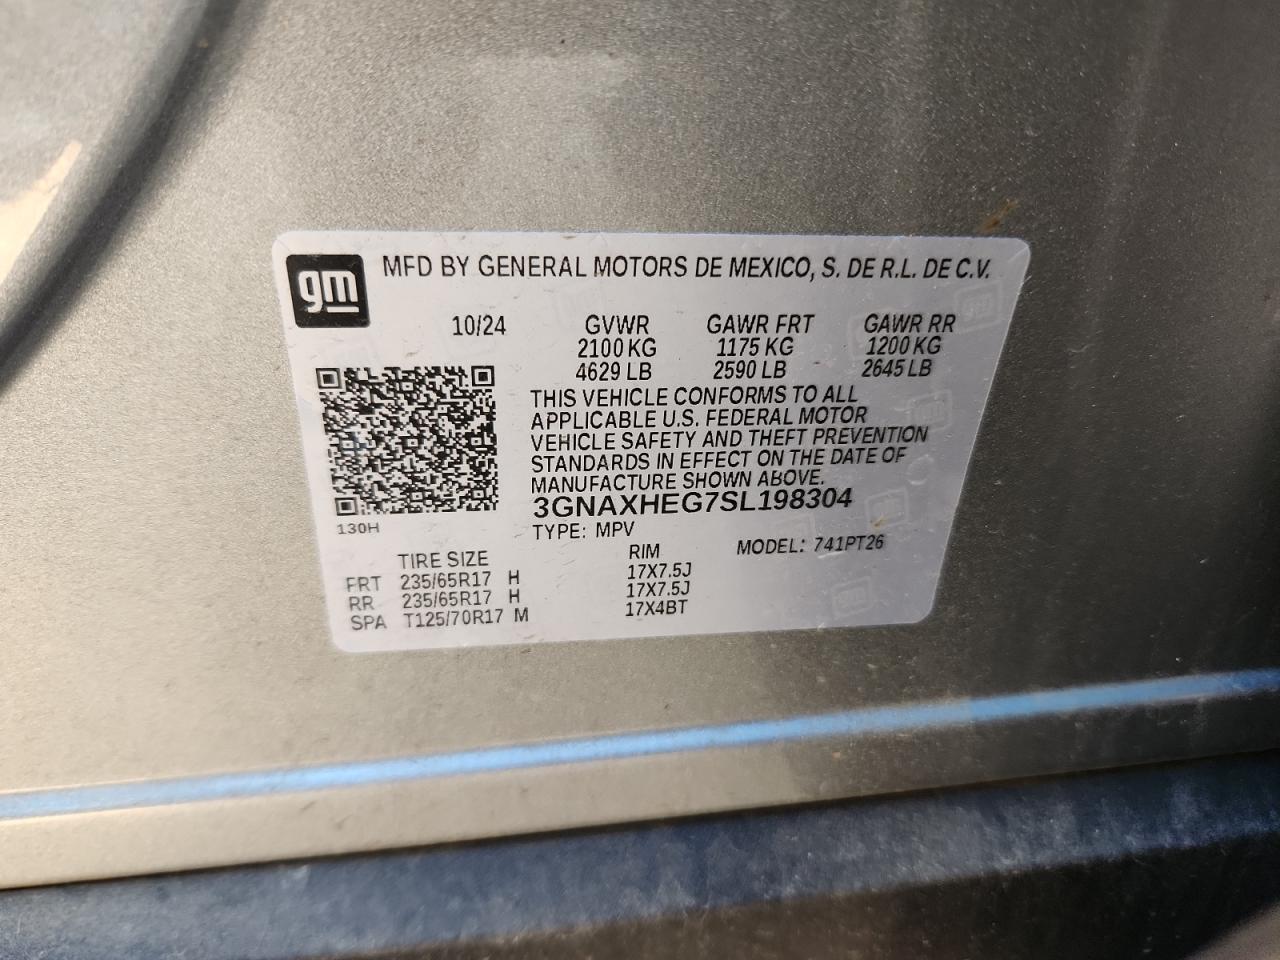 gm
MFD BY GENERAL MOTORS DE MEXICO, S. DE R.L. DE C.V.
10/24 GVWR GAWR FRT GAWR RR
2100 KG 1175 KG 1200 KG
4629 LB 2590 LB 2645 LB
THIS VEHICLE CONFORMS TO ALL
APPLICABLE U.S. FEDERAL MOTOR
VEHICLE SAFETY AND THEFT PREVENTION
STANDARDS IN EFFECT ON THE DATE OF
MANUFACTURE SHOWN ABOVE.
3GNAXHEG7SL198304
130H
TYPE: MPV MODEL: 741PT26
TIRE SIZE RIM
FRT 235/65R17 H 17X7.5J
RR 235/65R17 H 17X7.5J
SPA T125/70R17 M 17X4BT